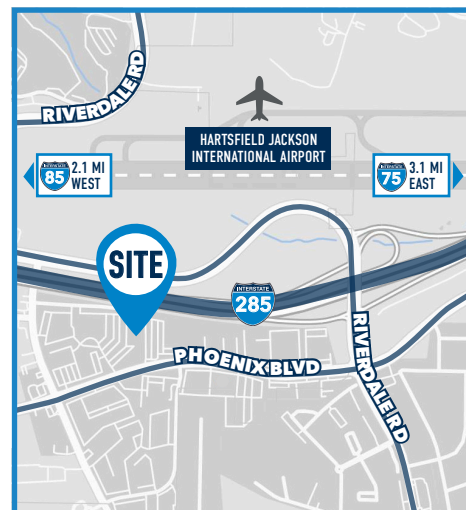 RIVERDALE RD
HARTSFIELD JACKSON
INTERNATIONAL AIRPORT
INTERSTATE
85
2.1 MI
WEST
INTERSTATE
75
3.1 MI
EAST
SITE
INTERSTATE
285
PHOENIX BLVD
RIVERDALE RD